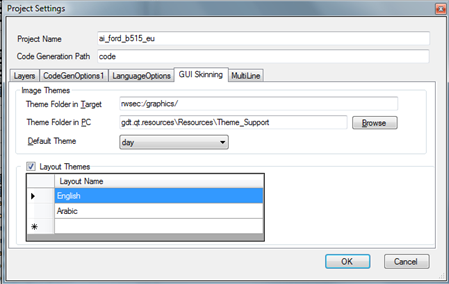 Project Settings
Project Name
ai_ford_b515_eu
Code Generation Path
code
Layers CodeGenOptions1 LanguageOptions GUI Skinning MultiLine
Image Themes
Theme Folder in Target
rwsec:/graphics/
Theme Folder in PC
gdt.qt.resources\Resources\Theme_Support
Browse
Default Theme
day
Layout Themes
Layout Name
English
Arabic
OK
Cancel